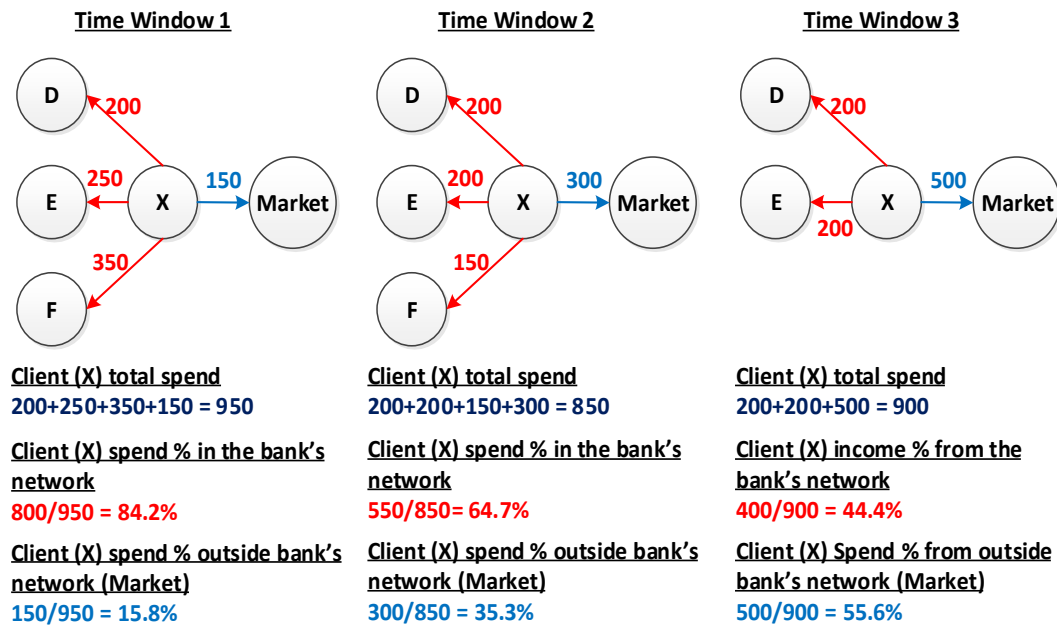 Time Window 1
D
200
E
250
X
150
Market
350
F
Client (X) total spend
200+250+350+150 = 950
Client (X) spend % in the bank's
network
800/950 = 84.2%
Client (X) spend % outside bank's
network (Market)
150/950 = 15.8%
Time Window 2
D
200
E
200
X
300
Market
150
F
Client (X) total spend
200+200+150+300 = 850
Client (X) spend % in the bank's
network
550/850= 64.7%
Client (X) spend % outside bank's
network (Market)
300/850 = 35.3%
Time Window 3
D
200
E
200
X
500
Market
Client (X) total spend
200+200+500 = 900
Client (X) income % from the
bank's network
400/900 = 44.4%
Client (X) Spend % from outside
bank's network (Market)
500/900 = 55.6%